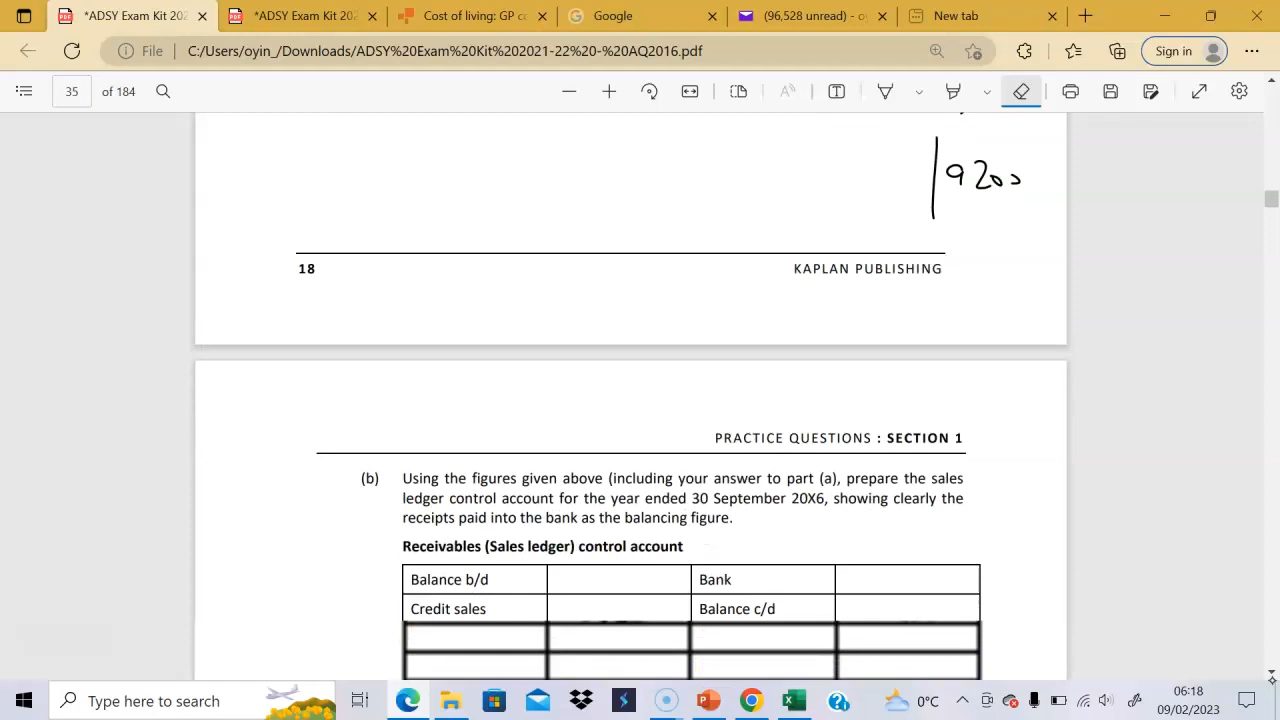 *ADSY Exam Kit 202
*ADSY Exam Kit 202
Cost of living: GP c
Google
(96,528 unread) - oy
New tab
File
C:/Users/oyin_/Downloads/ADSY%20Exam%20Kit%202021-22%20-%20AQ2016.pdf
Sign in
35
of 184
9200
18
KAPLAN PUBLISHING
PRACTICE QUESTIONS : SECTION 1
(b) Using the figures given above (including your answer to part (a), prepare the sales
ledger control account for the year ended 30 September 20X6, showing clearly the
receipts paid into the bank as the balancing figure.
Receivables (Sales ledger) control account
Balance b/d Bank
Credit sales Balance c/d
Type here to search
0°C
06:18
09/02/2023